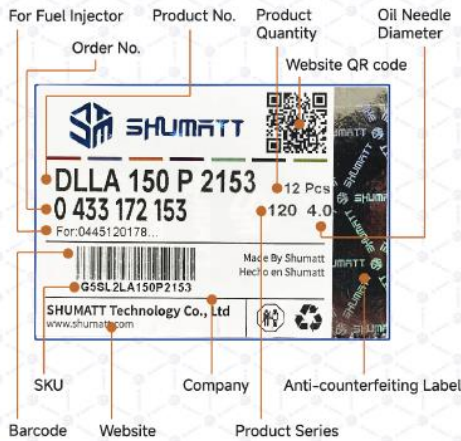 For Fuel Injector
Product No.
Product Quantity
Oil Needle Diameter
Order No.
Website QR code
SHUMATT
DLLA 150 P 2153
12 Pcs
0 433 172 153
120 4.0
For:0445120178...
Made By Shumatt
Hecho en Shumatt
G5SL2LA150P2153
SHUMATT Technology Co., Ltd
www.shumatt.com
SHUMATT
SKU
Company
Anti-counterfeiting Label
Barcode
Website
Product Series